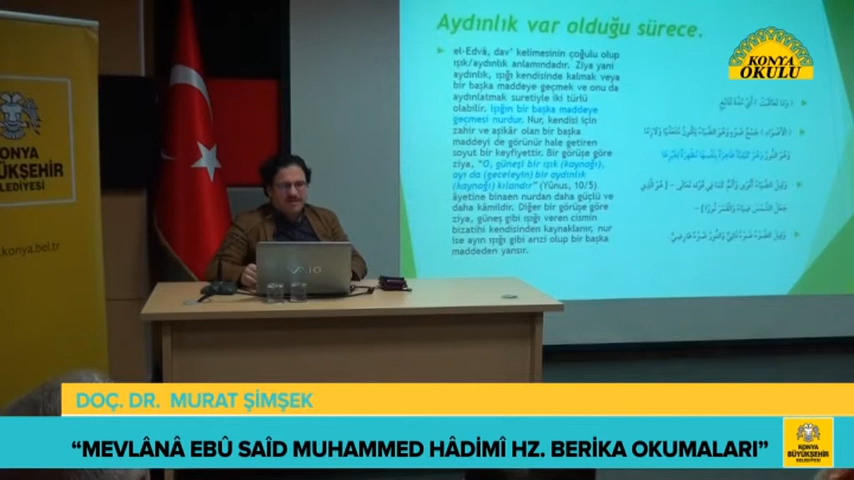 Aydınlık var olduğu sürece.
el-Edvâ, dav' kelimesinin çoğulu olup
ışık/aydınlık anlamındadır. Ziya yani
aydınlık, ışığı kendisinde kalmak veya
bir başka maddeye geçmek ve onu da
aydınlatmak suretiyle iki türlü
olabilir. Işığın bir başka maddeye
geçmesi nurdur. Nur, kendisi için
zahir ve aşikâr olan bir başka
maddeyi de görünür hale getiren
soyut bir keyfiyettir. Bir görüşe göre
ziya, "O, güneşi bir ışık (kaynağı),
ayı da (geceleyin) bir aydınlık
(kaynağı) kılandır" (Yûnus, 10/5)
âyetine binaen nurdan daha güçlü ve
daha kâmildir. Diğer bir görüşe göre
ziya, güneş gibi ışığı veren cismin
bizatihi kendisinden kaynaklanır, nur
ise ayın ışığı gibi arızi olup bir başka
maddeden yansır.
KONYA
OKULU
KONYA
BÜYÜKŞEHİR
BELEDİYESİ
konya.bel.tr
VAIO
DOÇ. DR. MURAT ŞİMŞEK
“MEVLÂNÂ EBÛ SAÎD MUHAMMED HÂDİMÎ HZ. BERİKA OKUMALARI”
KONYA
BÜYÜKŞEHİR
BELEDİYESİ